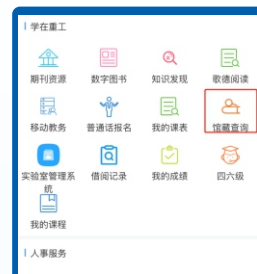 学在重工
期刊资源 数字图书 知识发现 歌德阅读
移动教务 普通话报名 我的课表 馆藏查询
实验室管理系统 借阅记录 我的成绩 四六级
我的课程
人事服务